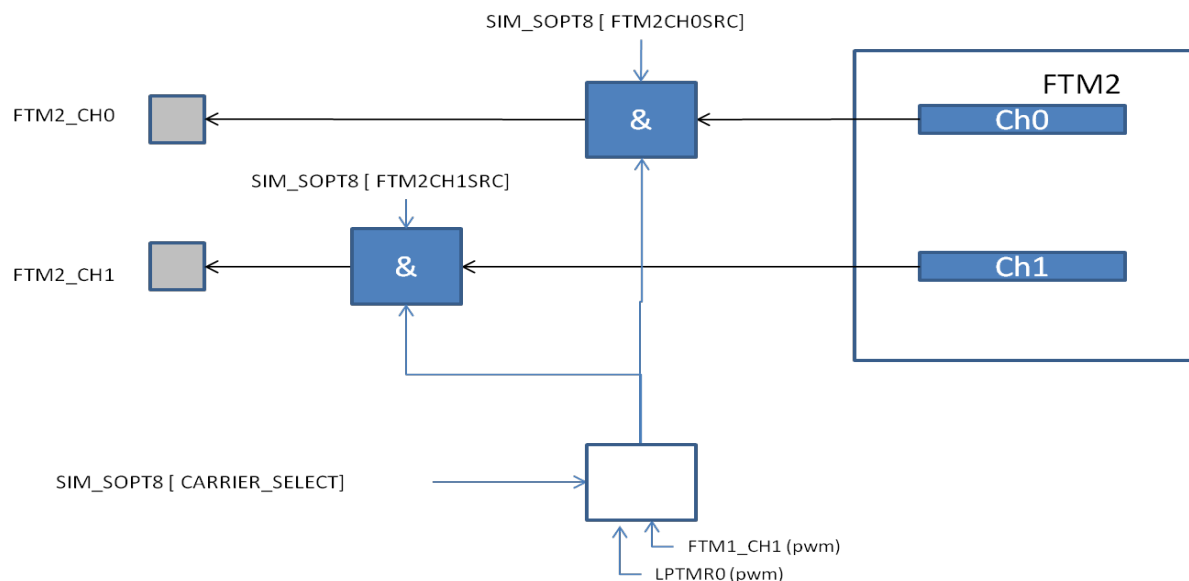 SIM_SOPT8 [ FTM2CH0SRC]
FTM2
FTM2_CH0
&
Ch0
SIM_SOPT8 [ FTM2CH1SRC]
FTM2_CH1
&
Ch1
SIM_SOPT8 [ CARRIER_SELECT]
FTM1_CH1 (pwm)
LPTMR0 (pwm)